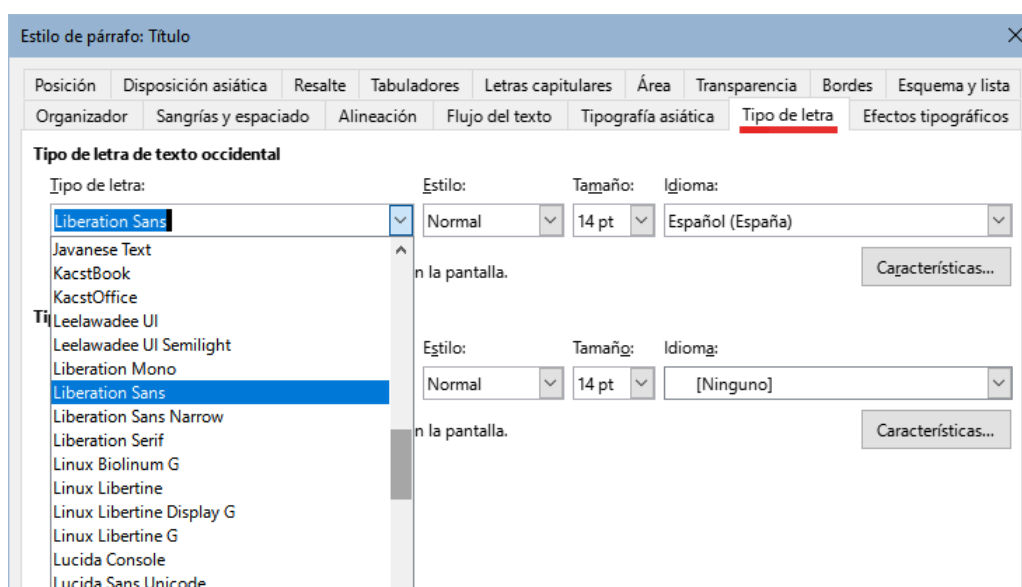 Estilo de párrafo: Título
Posición Disposición asiática Resalte Tabuladores Letras capitulares Área Transparencia Bordes Esquema y lista
Organizador Sangrías y espaciado Alineación Flujo del texto Tipografía asiática Tipo de letra Efectos tipográficos
Tipo de letra de texto occidental
Tipo de letra: Estilo: Tamaño: Idioma:
Liberation Sans Normal 14 pt Español (España)
Javanese Text
KacstBook n la pantalla. Características...
KacstOffice
Ti Leelawadee UI
Leelawadee UI Semilight Estilo: Tamaño: Idioma:
Liberation Mono
Liberation Sans Normal 14 pt [Ninguno]
Liberation Sans Narrow
Liberation Serif n la pantalla. Características...
Linux Biolinum G
Linux Libertine
Linux Libertine Display G
Linux Libertine G
Lucida Console
Lucida Sans Unicode